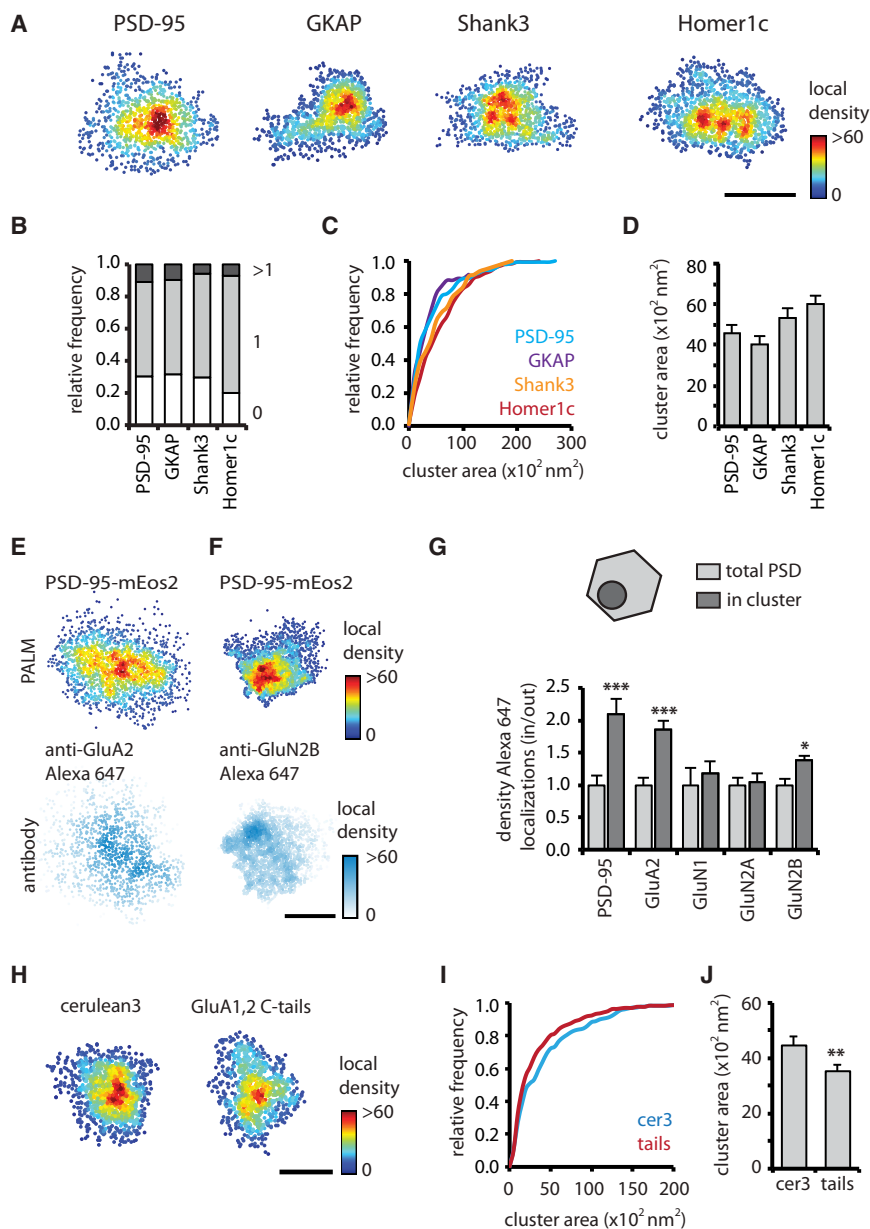 A
PSD-95
GKAP
Shank3
Homer1c
local
density
>60
0
B
relative frequency
1.0
0.8
0.6
0.4
0.2
0.0
>1
1
0
PSD-95
GKAP
Shank3
Homer1c
C
relative frequency
1.0
0.8
0.6
0.4
0.2
0.0
PSD-95
GKAP
Shank3
Homer1c
0
100
200
300
cluster area (x10² nm²)
D
cluster area (x10² nm²)
80
60
40
20
0
PSD-95
GKAP
Shank3
Homer1c
E
PSD-95-mEos2
PALM
F
PSD-95-mEos2
local
density
>60
0
anti-GluA2
Alexa 647
antibody
anti-GluN2B
Alexa 647
local
density
>60
0
G
total PSD
in cluster
density Alexa 647
localizations (in/out)
2.5
2.0
1.5
1.0
0.5
0.0
***
***
*
PSD-95
GluA2
GluN1
GluN2A
GluN2B
H
cerulean3
GluA1,2 C-tails
local
density
>60
0
I
relative frequency
1.0
0.8
0.6
0.4
0.2
0.0
cer3
tails
0
50
100
150
200
cluster area (x10² nm²)
J
cluster area (x10² nm²)
60
40
20
0
**
cer3
tails